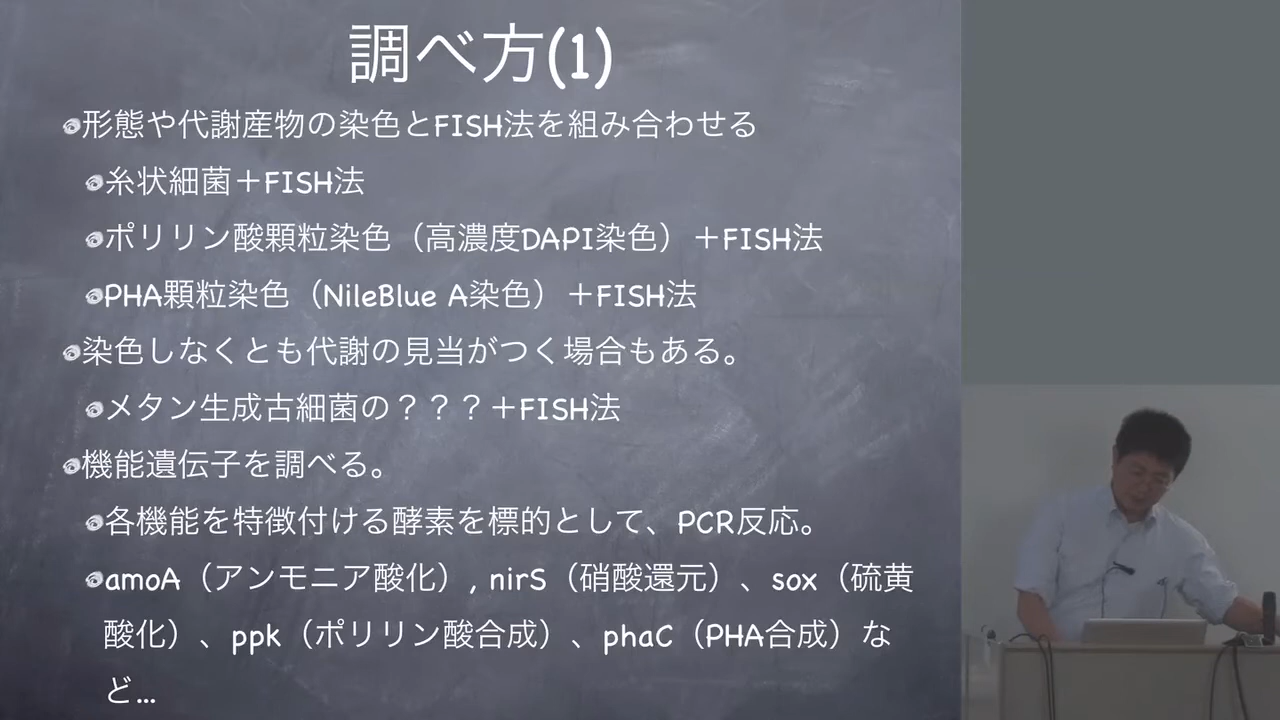 調べ方(1)
形態や代謝産物の染色とFISH法を組み合わせる
糸状細菌＋FISH法
ポリリン酸顆粒染色（高濃度DAPI染色）＋FISH法
PHA顆粒染色（NileBlue A染色）＋FISH法
染色しなくとも代謝の見当がつく場合もある。
メタン生成古細菌の？？？＋FISH法
機能遺伝子を調べる。
各機能を特徴付ける酵素を標的として、PCR反応。
amoA（アンモニア酸化）, nirS（硝酸還元）、sox（硫黄
酸化）、ppk（ポリリン酸合成）、phaC（PHA合成）な
ど...